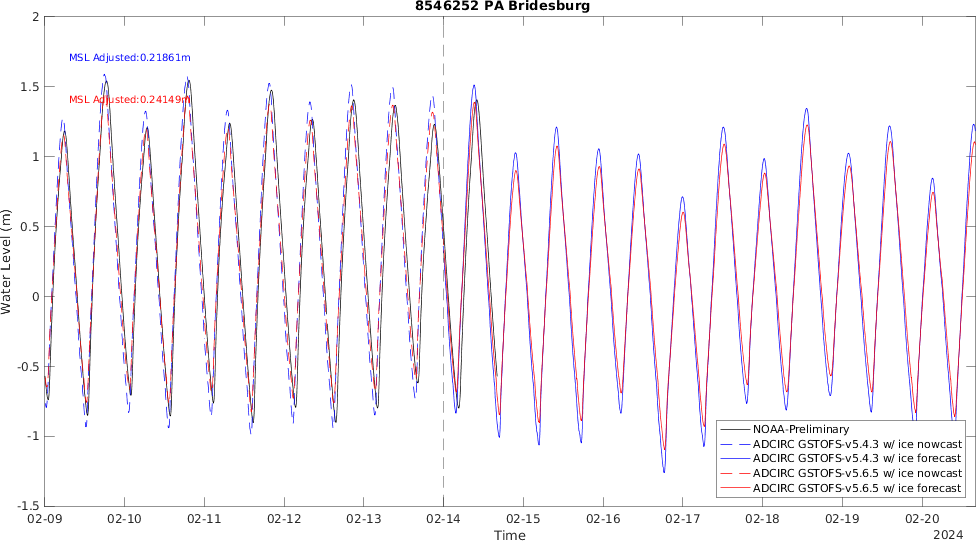 8546252 PA Bridesburg
MSL Adjusted:0.21861m
MSL Adjusted:0.24149m
Water Level (m)
2
1.5
1
0.5
0
-0.5
-1
-1.5
NOAA-Preliminary
ADCIRC GSTOFS-v5.4.3 w/ ice nowcast
ADCIRC GSTOFS-v5.4.3 w/ ice forecast
ADCIRC GSTOFS-v5.6.5 w/ ice nowcast
ADCIRC GSTOFS-v5.6.5 w/ ice forecast
02-09 02-10 02-11 02-12 02-13 02-14 02-15 02-16 02-17 02-18 02-19 02-20
Time
2024